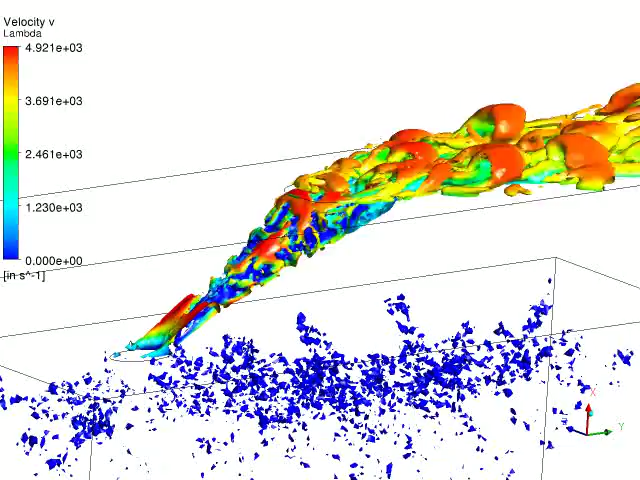 Velocity v
Lambda
4.921e+03
3.691e+03
2.461e+03
1.230e+03
0.000e+00
[in s^-1]
X
Y